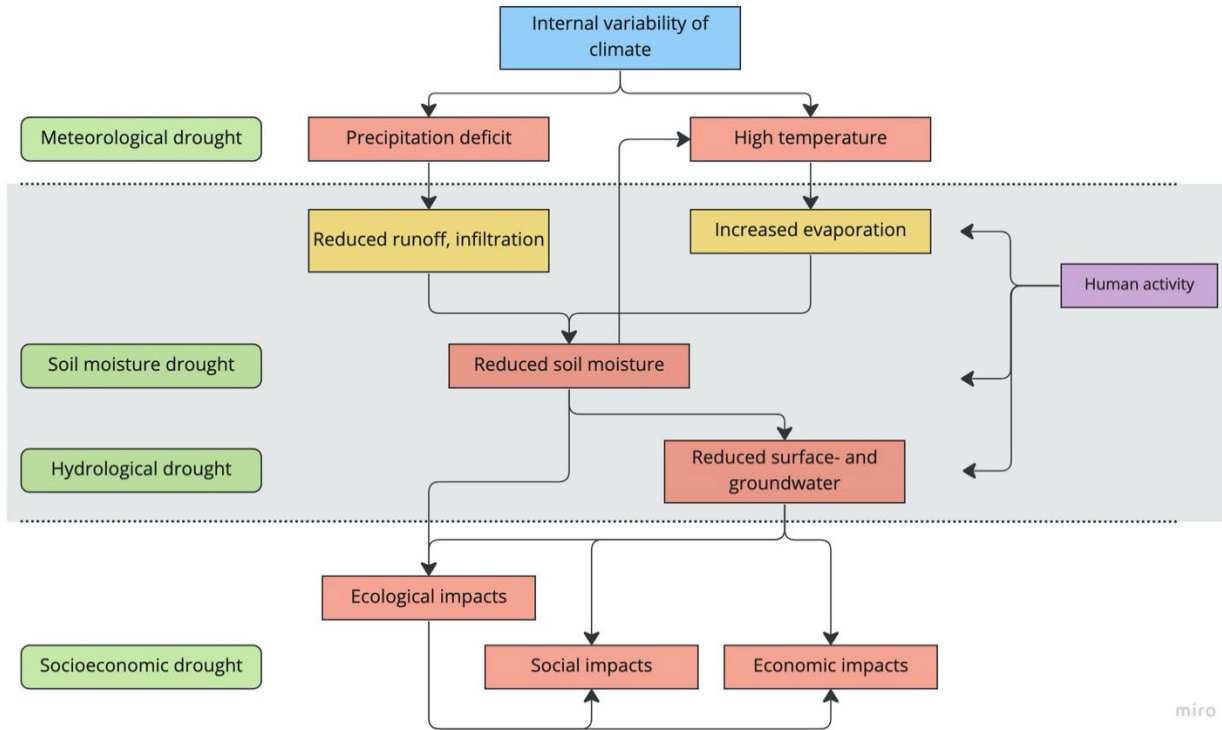 Internal variability of
climate
Meteorological drought
Precipitation deficit
High temperature
Reduced runoff, infiltration
Increased evaporation
Human activity
Soil moisture drought
Reduced soil moisture
Hydrological drought
Reduced surface- and
groundwater
Ecological impacts
Socioeconomic drought
Social impacts
Economic impacts
miro